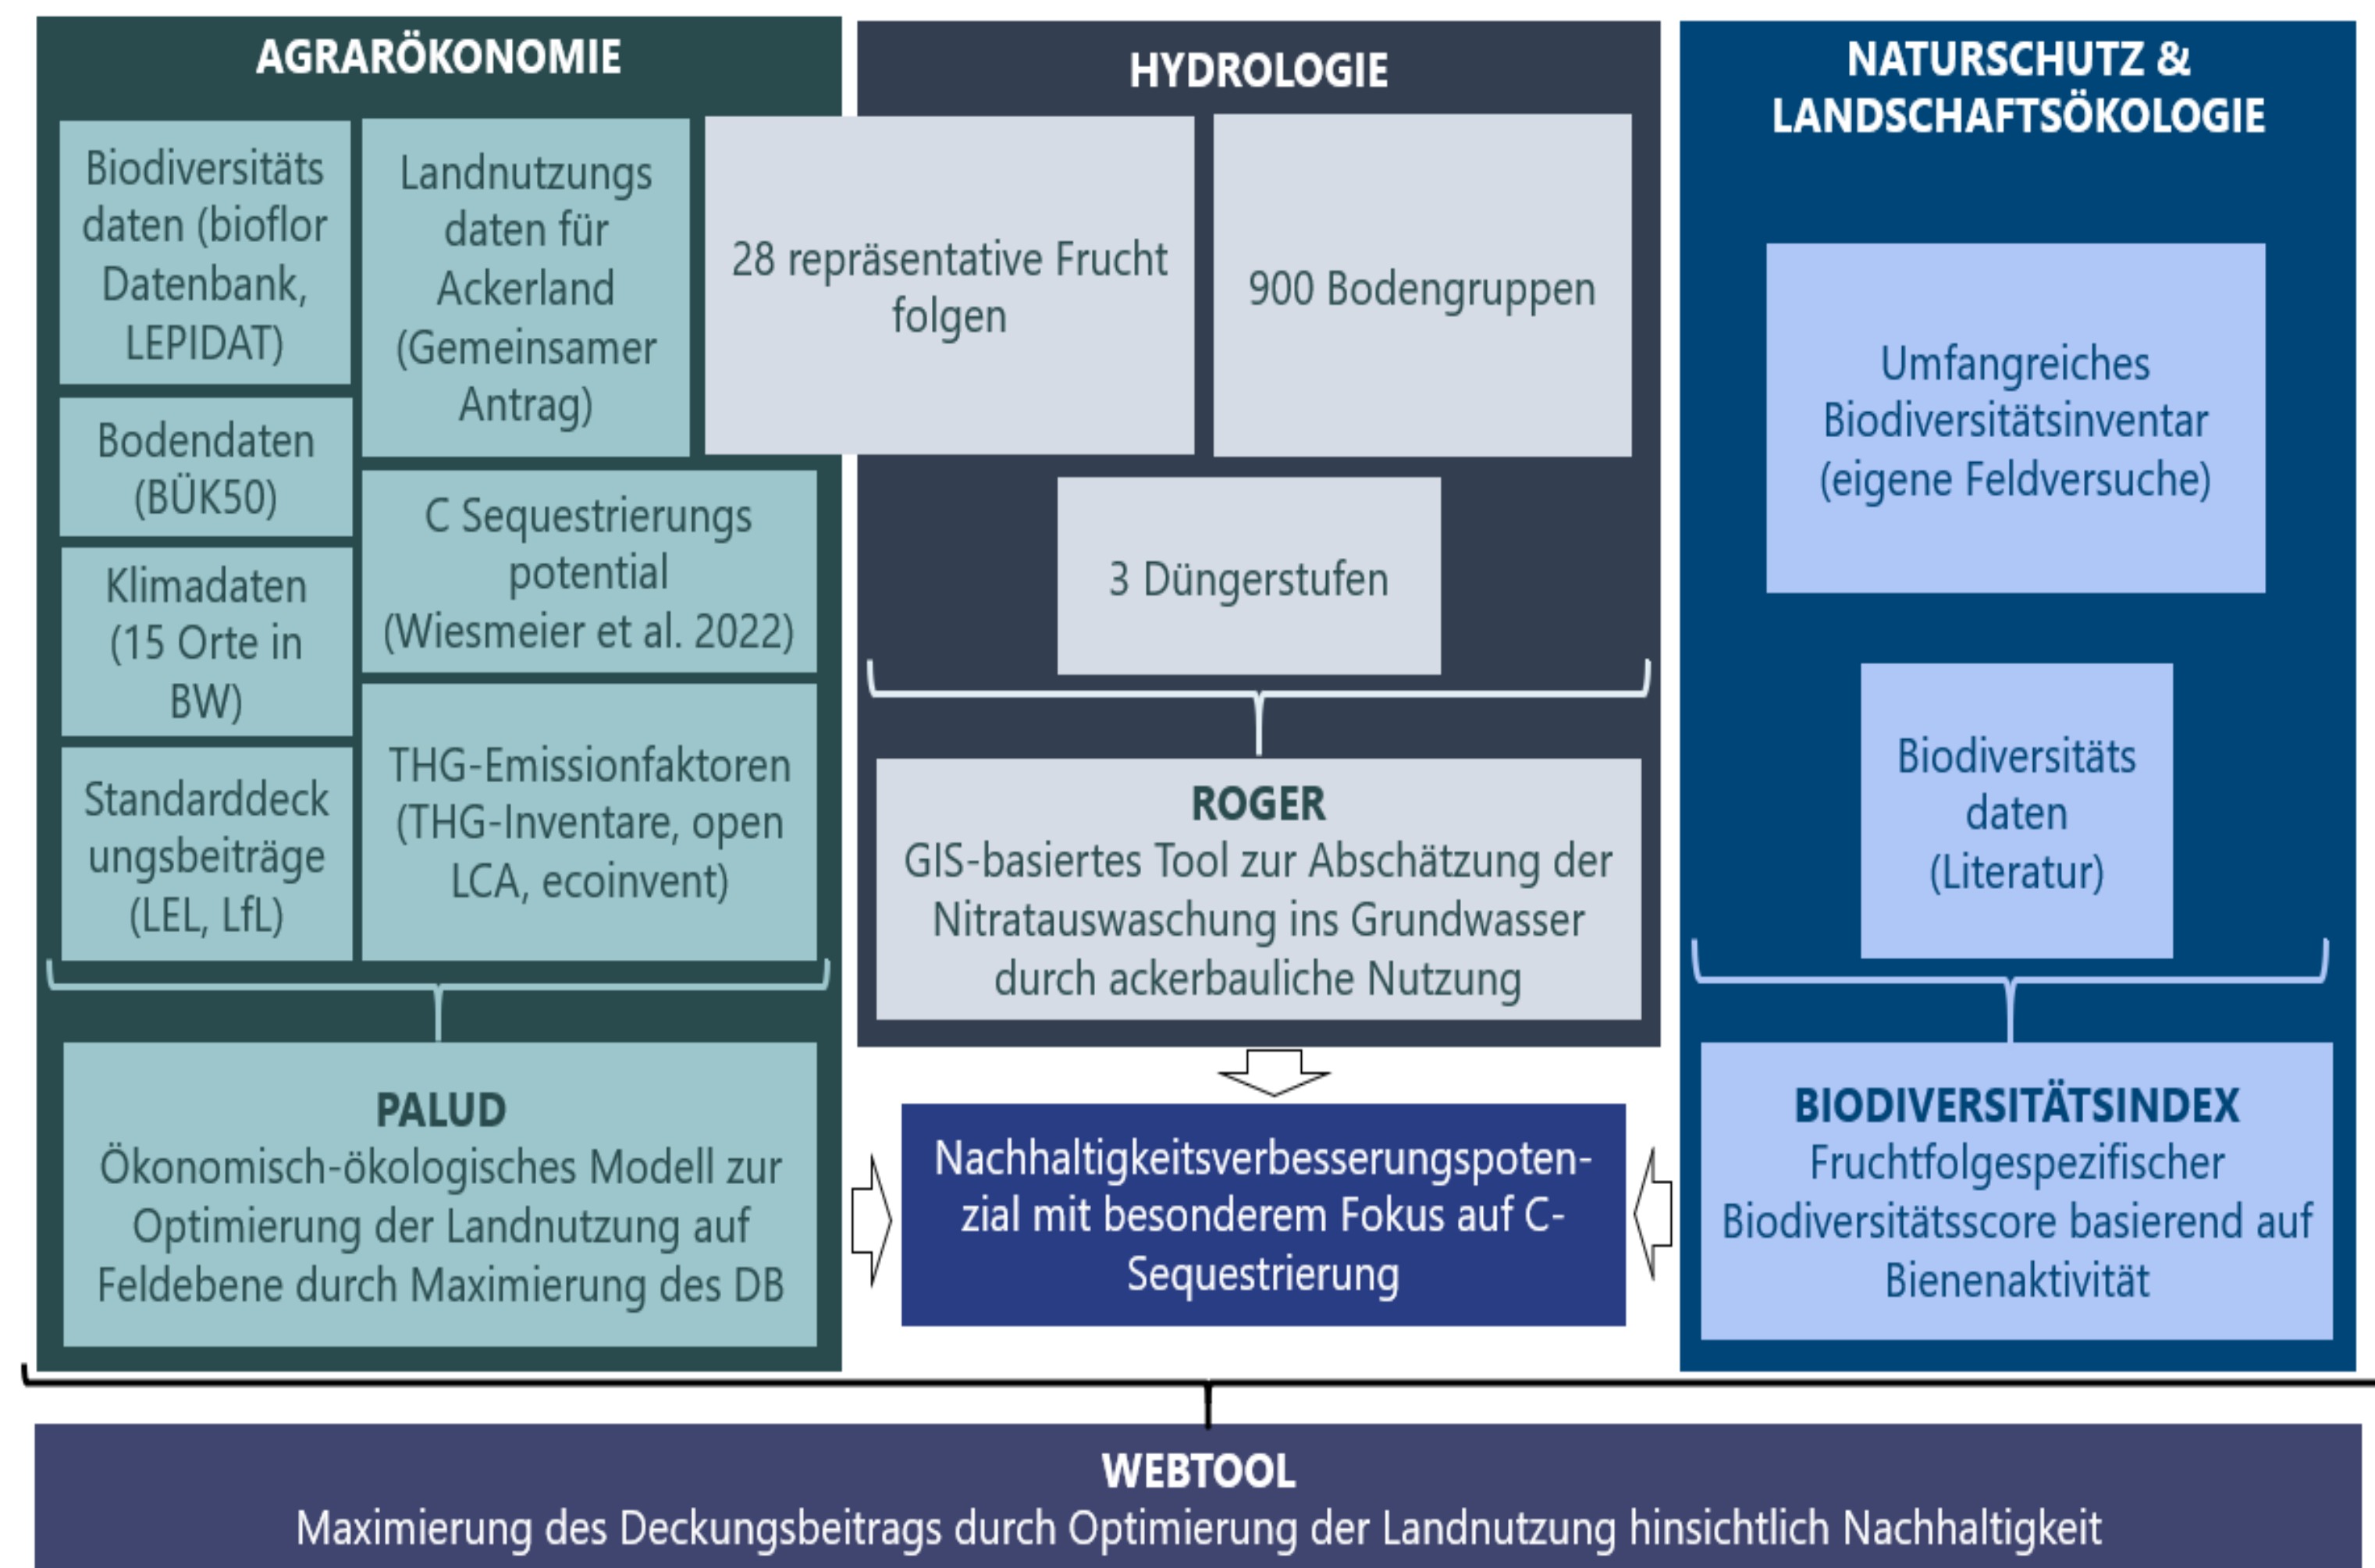 AGRARÖKONOMIE
Biodiversitäts
daten (bioflor
Datenbank,
LEPIDAT)
Bodendaten
(BÜK50)
Klimadaten
(15 Orte in
BW)
Standarddeck
ungsbeiträge
(LEL, LfL)
Landnutzungs
daten für
Ackerland
(Gemeinsamer
Antrag)
C Sequestrierungs
potential
(Wiesmeier et al. 2022)
THG-Emissionfaktoren
(THG-Inventare, open
LCA, ecoinvent)
PALUD
Ökonomisch-ökologisches Modell zur
Optimierung der Landnutzung auf
Feldebene durch Maximierung des DB
HYDROLOGIE
28 repräsentative Frucht
folgen
900 Bodengruppen
3 Düngerstufen
ROGER
GIS-basiertes Tool zur Abschätzung der
Nitratauswaschung ins Grundwasser
durch ackerbauliche Nutzung
Nachhaltigkeitsverbesserungspoten-
zial mit besonderem Fokus auf C-
Sequestrierung
NATURSCHUTZ &
LANDSCHAFTSÖKOLOGIE
Umfangreiches
Biodiversitätsinventar
(eigene Feldversuche)
Biodiversitäts
daten
(Literatur)
BIODIVERSITÄTSINDEX
Fruchtfolgespezifischer
Biodiversitätsscore basierend auf
Bienenaktivität
WEBTOOL
Maximierung des Deckungsbeitrags durch Optimierung der Landnutzung hinsichtlich Nachhaltigkeit